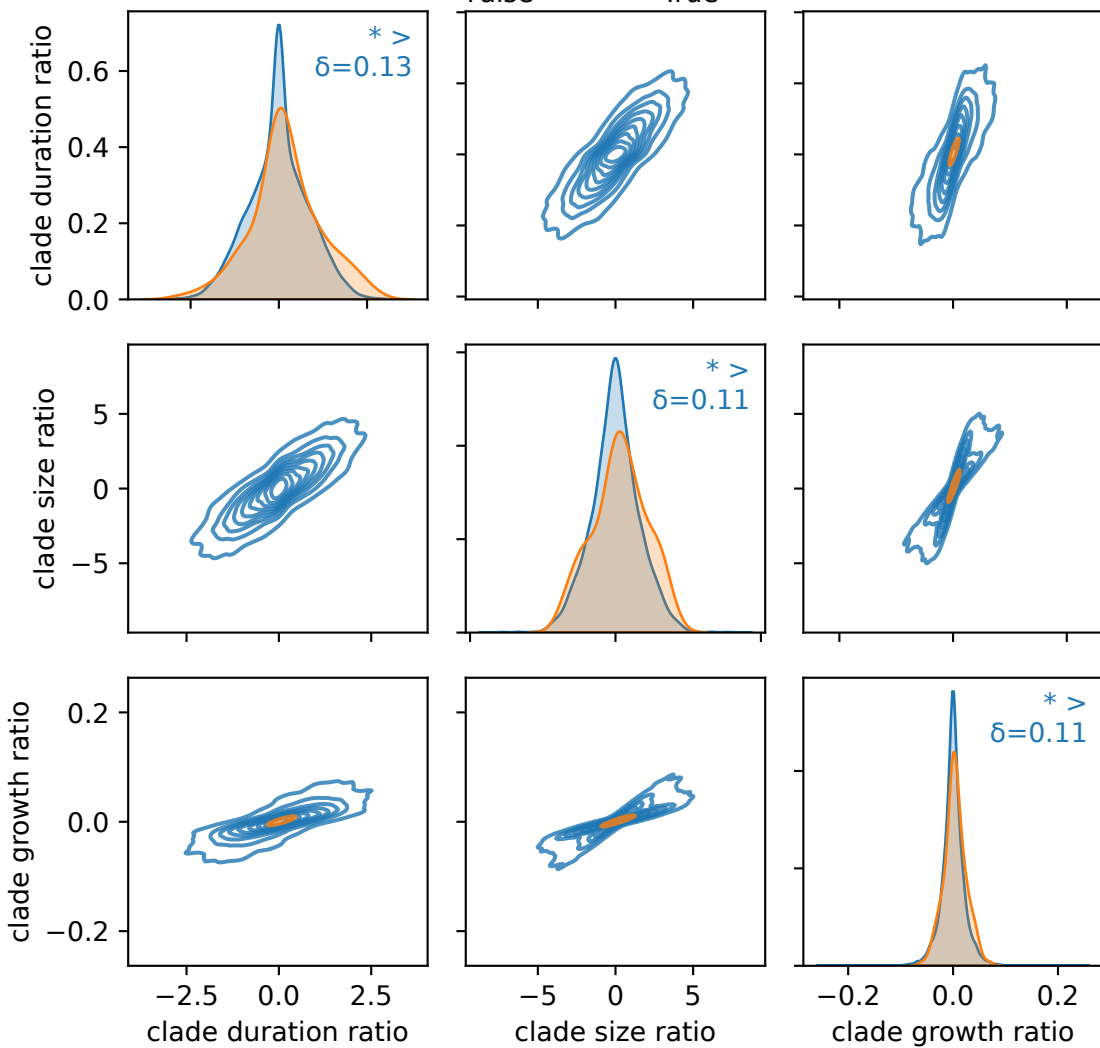 clade duration ratio
0.6
0.4
0.2
0.0
* >
δ=0.13
clade size ratio
5
0
−5
* >
δ=0.11
clade growth ratio
0.2
0.0
−0.2
* >
δ=0.11
−2.5 0.0 2.5
−5 0 5
−0.2 0.0 0.2
clade duration ratio
clade size ratio
clade growth ratio